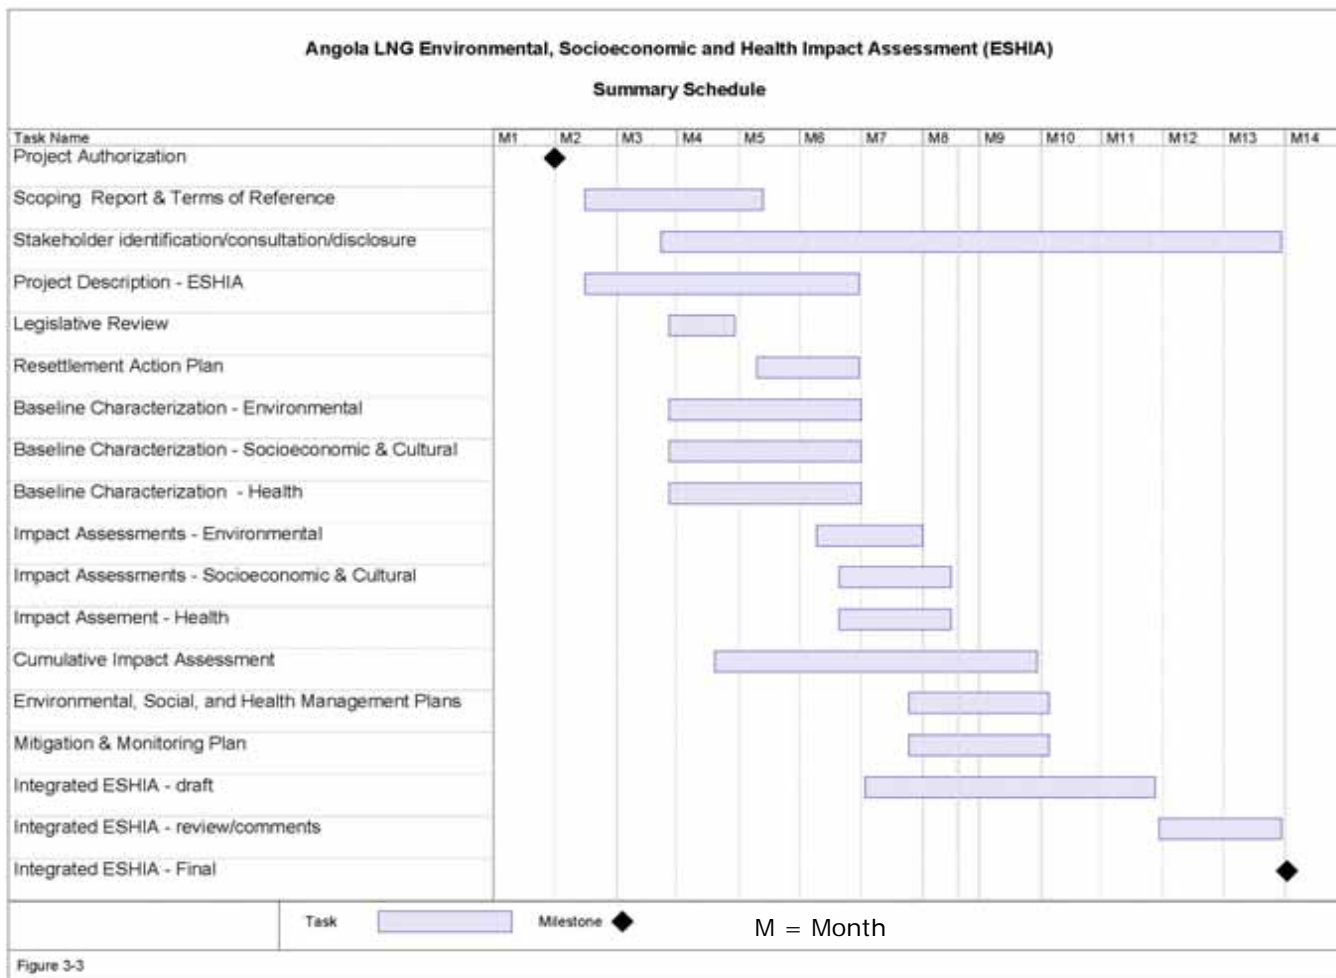 Angola LNG Environmental, Socioeconomic and Health Impact Assessment (ESHIA)
Summary Schedule
Task Name M1 M2 M3 M4 M5 M6 M7 M8 M9 M10 M11 M12 M13 M14
Project Authorization
Scoping Report & Terms of Reference
Stakeholder identification/consultation/disclosure
Project Description - ESHIA
Legislative Review
Resettlement Action Plan
Baseline Characterization - Environmental
Baseline Characterization - Socioeconomic & Cultural
Baseline Characterization - Health
Impact Assessments - Environmental
Impact Assessments - Socioeconomic & Cultural
Impact Assement - Health
Cumulative Impact Assessment
Environmental, Social, and Health Management Plans
Mitigation & Monitoring Plan
Integrated ESHIA - draft
Integrated ESHIA - review/comments
Integrated ESHIA - Final
Task Milestone M = Month
Figure 3-3